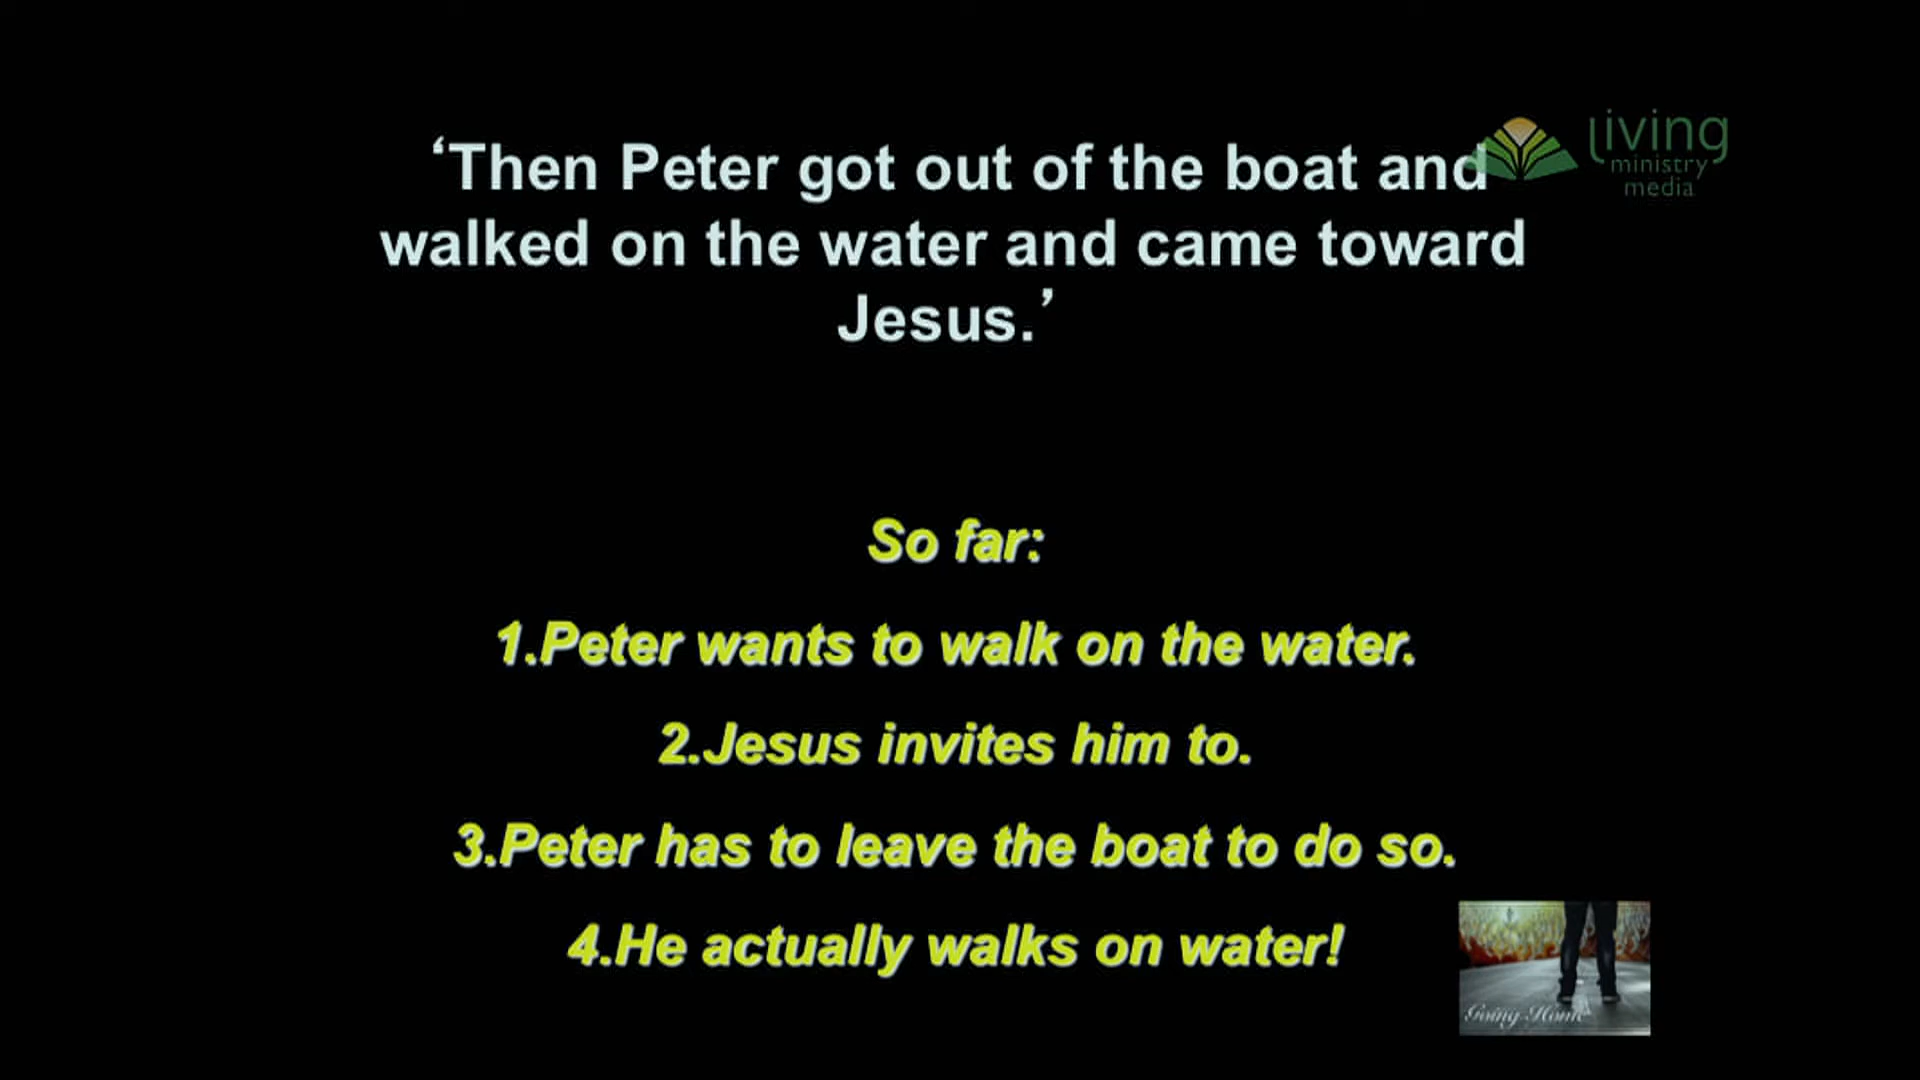 ‘Then Peter got out of the boat and
walked on the water and came toward
Jesus.’
living
ministry
media
So far:
1.Peter wants to walk on the water.
2.Jesus invites him to.
3.Peter has to leave the boat to do so.
4.He actually walks on water!
Going Home